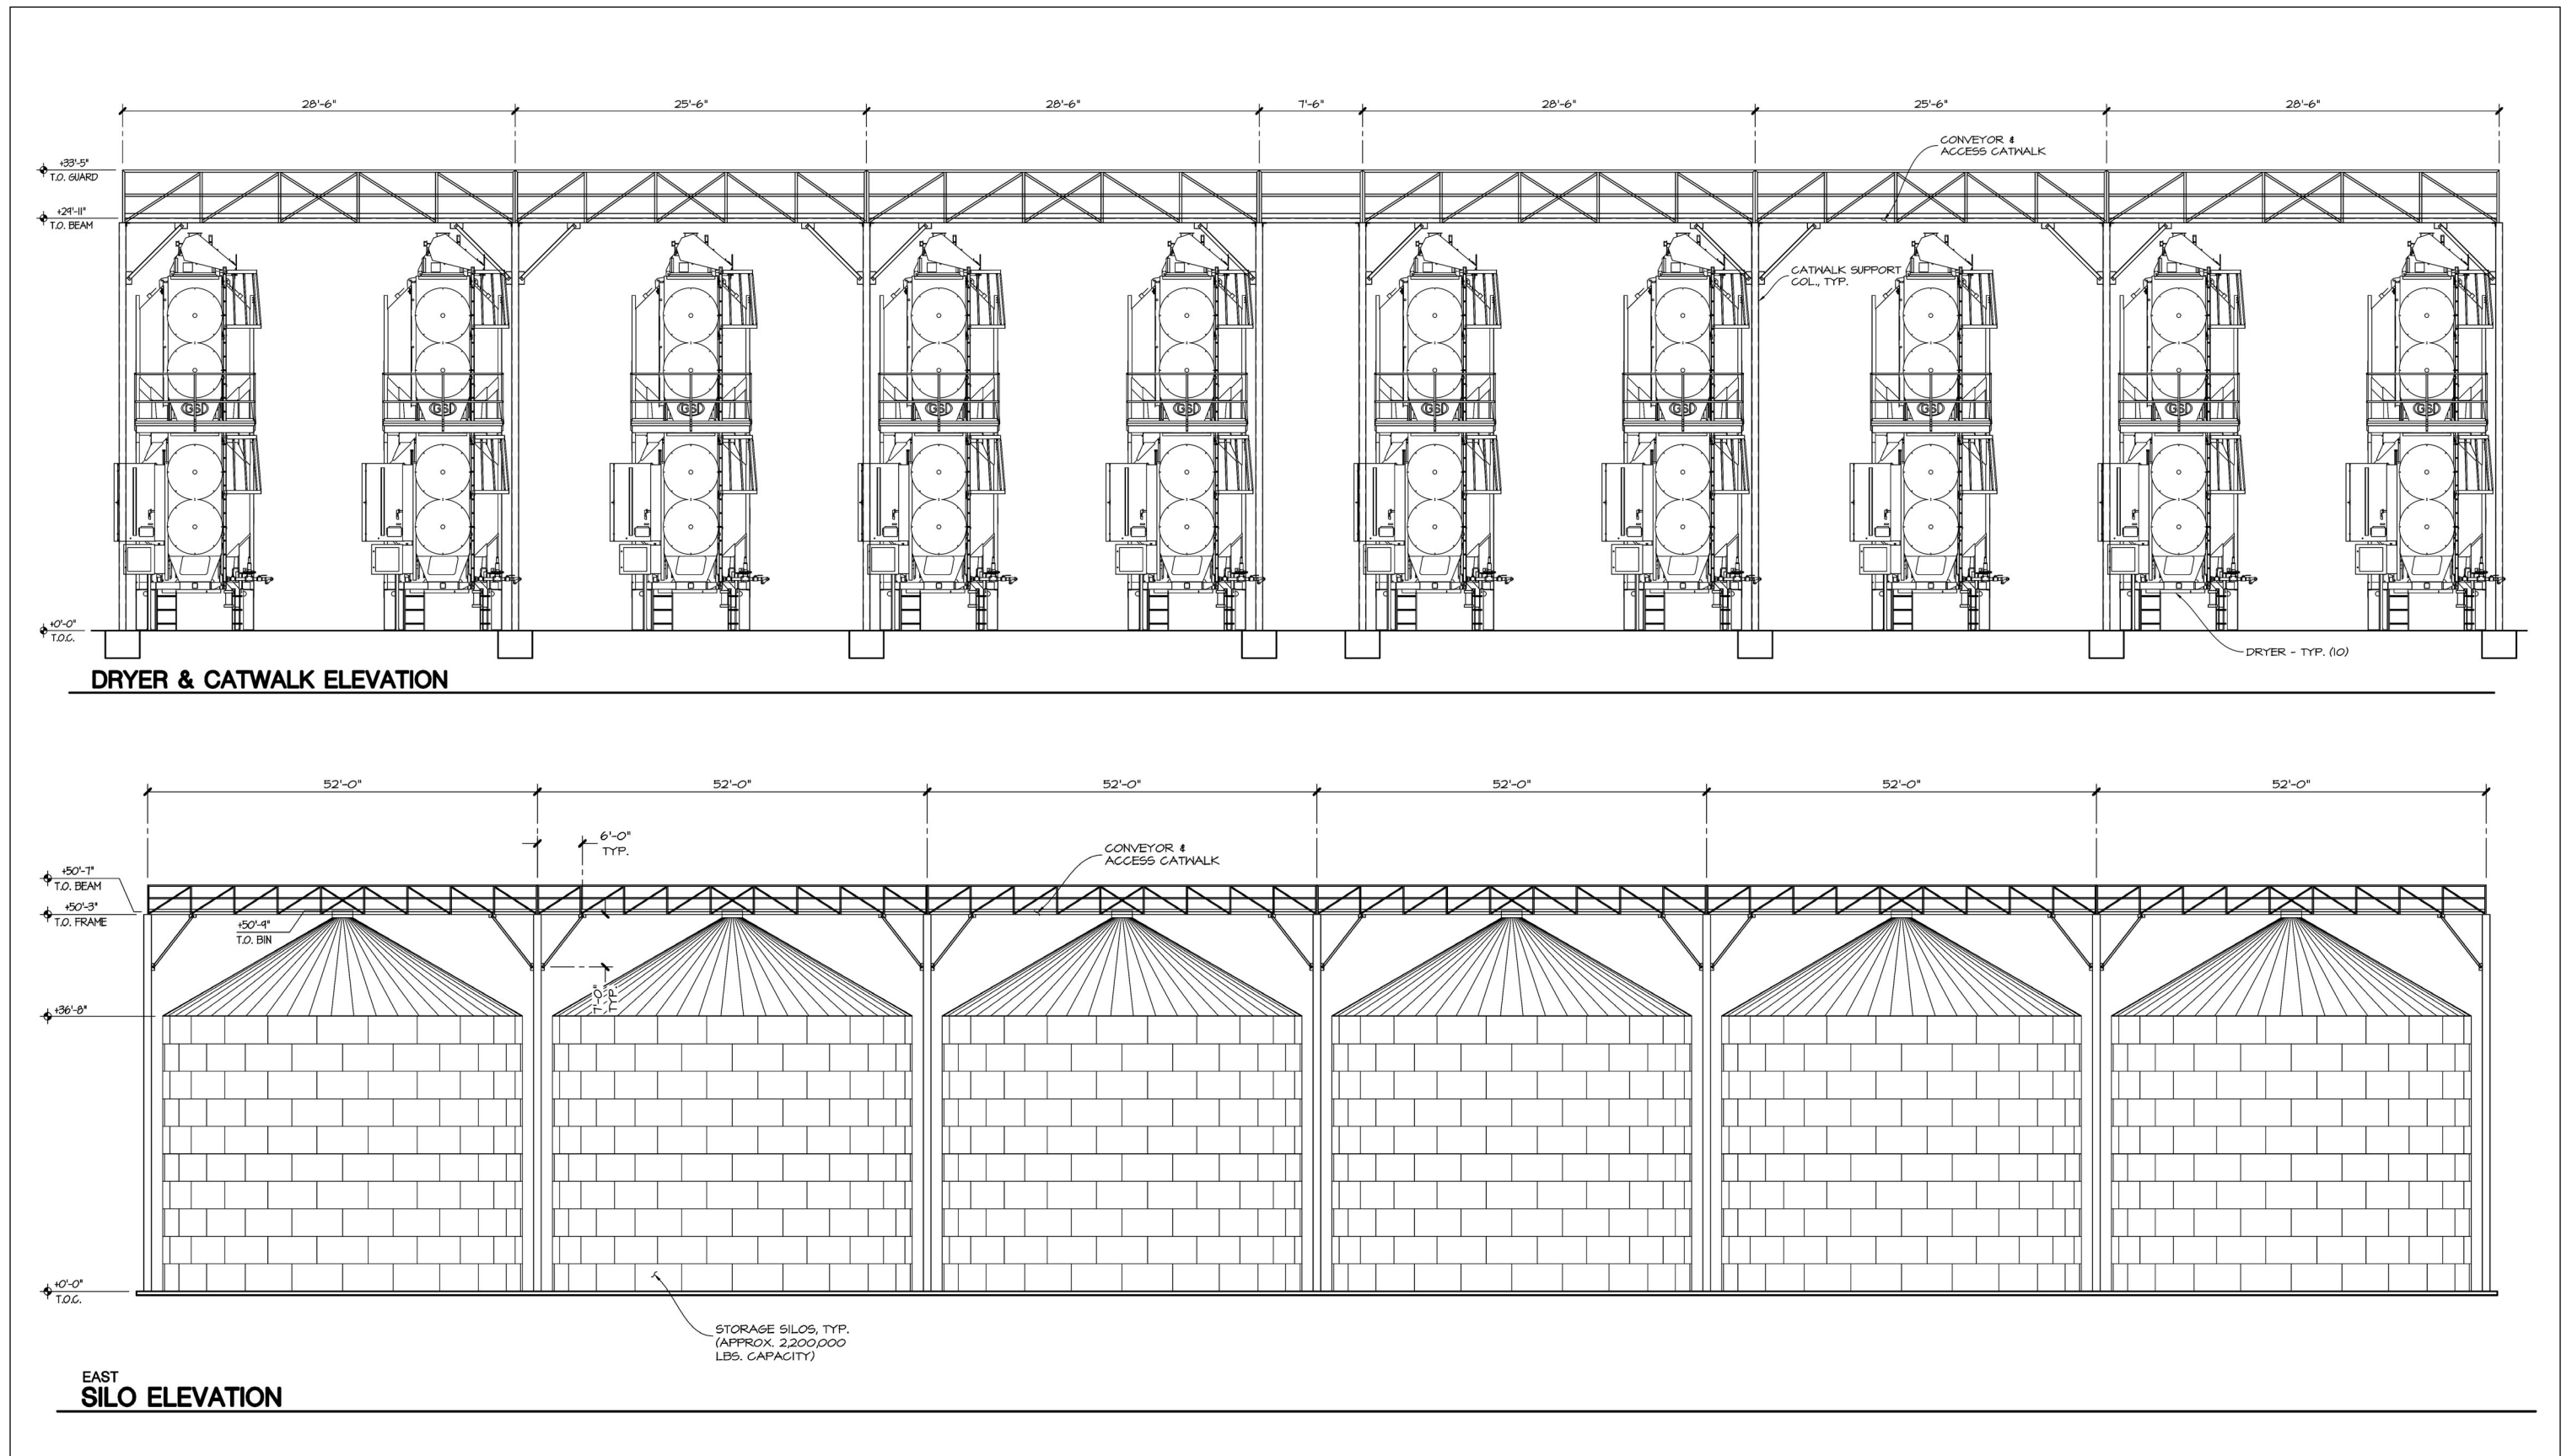 28'-6"
25'-6"
28'-6"
7'-6"
28'-6"
25'-6"
28'-6"
CONVEYOR &
ACCESS CATWALK
+33'-5"
T.O. GUARD
+29'-11"
T.O. BEAM
CATWALK SUPPORT
COL., TYP.
GSI
GSI
GSI
GSI
GSI
GSI
GSI
GSI
GSI
GSI
+0'-0"
T.O.C.
DRYER - TYP. (10)
DRYER & CATWALK ELEVATION
52'-0"
52'-0"
52'-0"
52'-0"
52'-0"
52'-0"
6'-0"
TYP.
CONVEYOR &
ACCESS CATWALK
+50'-7"
T.O. BEAM
+50'-3"
T.O. FRAME
+50'-9"
T.O. BIN
7'-0"
TYP.
+36'-8"
+0'-0"
T.O.C.
STORAGE SILOS, TYP.
(APPROX. 2,200,000
LBS. CAPACITY)
EAST
SILO ELEVATION